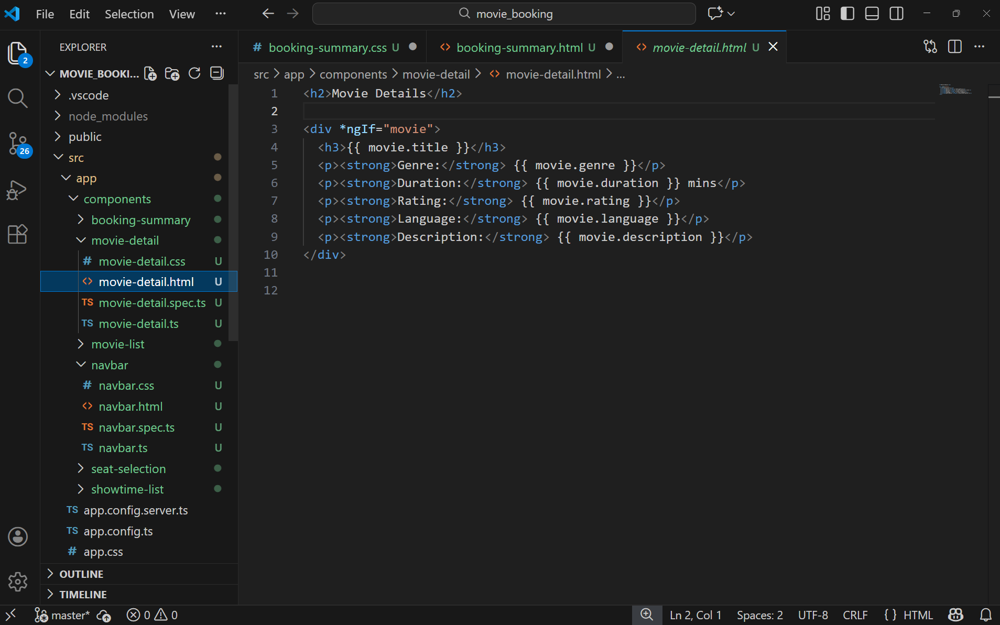 File Edit Selection View ··· movie_booking
EXPLORER ···
2
26
MOVIE_BOOKI...
.vscode
node_modules
public
src
app
components
booking-summary
movie-detail
# movie-detail.css U
<> movie-detail.html U
TS movie-detail.spec.ts U
TS movie-detail.ts U
movie-list
navbar
# navbar.css U
<> navbar.html U
TS navbar.spec.ts U
TS navbar.ts U
seat-selection
showtime-list
TS app.config.server.ts
TS app.config.ts
# app.css
OUTLINE
TIMELINE
# booking-summary.css U <> booking-summary.html U <> movie-detail.html U
src > app > components > movie-detail > <> movie-detail.html > ...
1 <h2>Movie Details</h2>
2
3 <div *ngIf="movie">
4 <h3>{{ movie.title }}</h3>
5 <p><strong>Genre:</strong> {{ movie.genre }}</p>
6 <p><strong>Duration:</strong> {{ movie.duration }} mins</p>
7 <p><strong>Rating:</strong> {{ movie.rating }}</p>
8 <p><strong>Language:</strong> {{ movie.language }}</p>
9 <p><strong>Description:</strong> {{ movie.description }}</p>
10 </div>
11
12
master* 0 0 Ln 2, Col 1 Spaces: 2 UTF-8 CRLF {} HTML